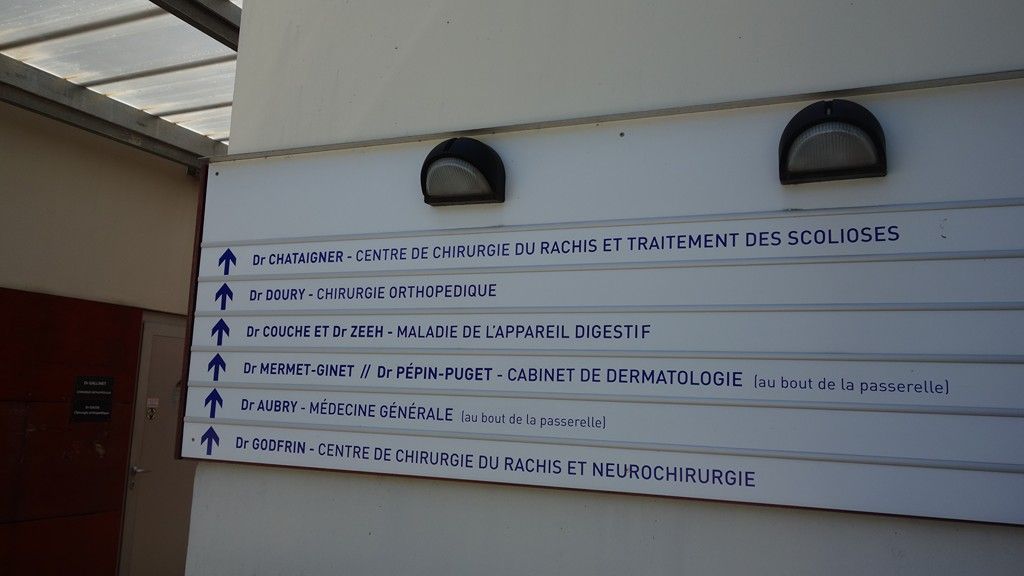 Dr CHATAIGNER - CENTRE DE CHIRURGIE DU RACHIS ET TRAITEMENT DES SCOLIOSES
Dr DOURY - CHIRURGIE ORTHOPEDIQUE
Dr COUCHE ET Dr ZEEH - MALADIE DE L'APPAREIL DIGESTIF
Dr MERMET-GINET // Dr PÉPIN-PUGET - CABINET DE DERMATOLOGIE (au bout de la passerelle)
Dr AUBRY - MÉDECINE GÉNÉRALE (au bout de la passerelle)
Dr GODFRIN - CENTRE DE CHIRURGIE DU RACHIS ET NEUROCHIRURGIE